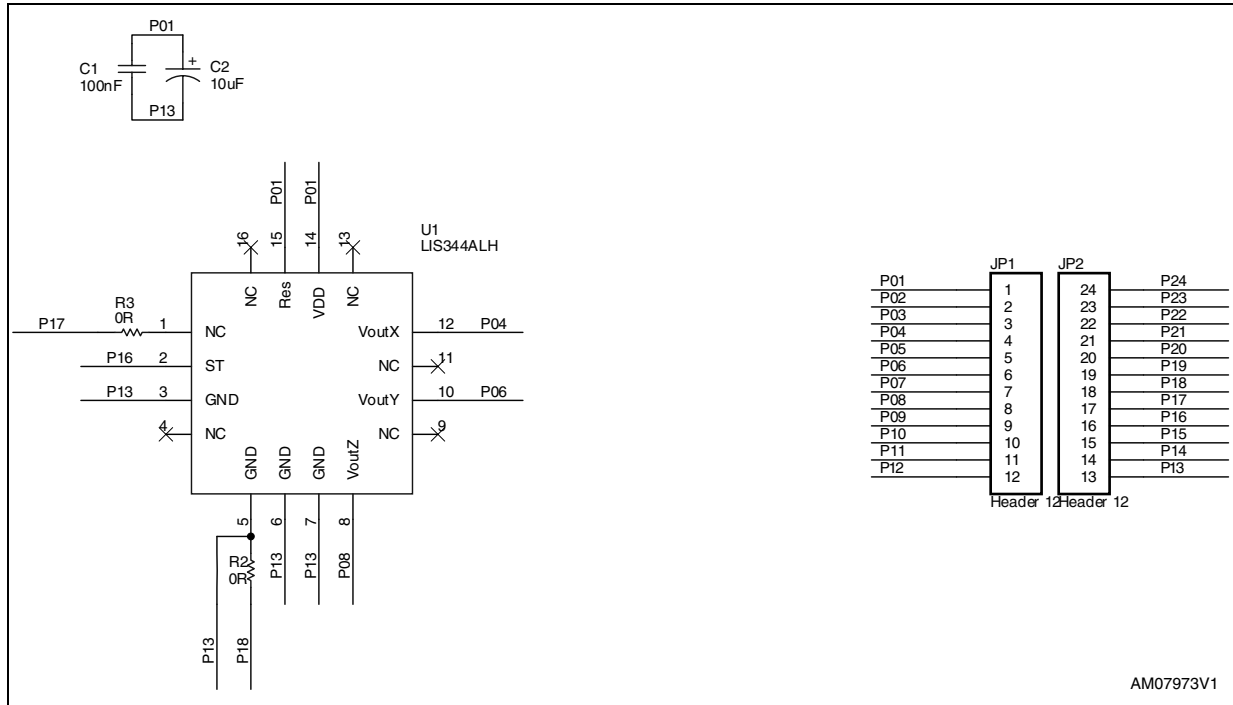 P01
C1
100nF
+
C2
10uF
P13
P01
P01
16
15
14
13
U1
LIS344ALH
NC
Res
VDD
NC
R3
0R
P17
1
NC
VoutX
12
P04
P16
2
ST
NC
11
P13
3
GND
VoutY
10
P06
4
NC
NC
9
GND
GND
GND
VoutZ
5
6
7
8
R2
0R
P13
P13
P08
P13
P18
JP1
JP2
P01 1 24 P24
P02 2 23 P23
P03 3 22 P22
P04 4 21 P21
P05 5 20 P20
P06 6 19 P19
P07 7 18 P18
P08 8 17 P17
P09 9 16 P16
P10 10 15 P15
P11 11 14 P14
P12 12 13 P13
Header 12
Header 12
AM07973V1